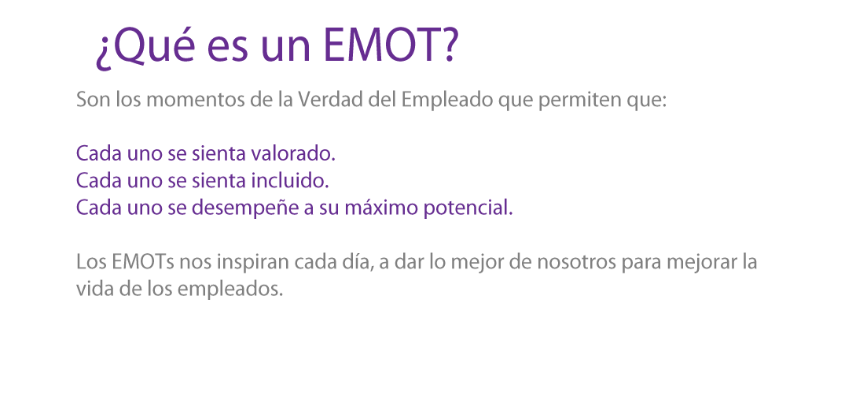 ¿Qué es un EMOT?
Son los momentos de la Verdad del Empleado que permiten que:
Cada uno se sienta valorado.
Cada uno se sienta incluido.
Cada uno se desempeñe a su máximo potencial.
Los EMOTs nos inspiran cada día, a dar lo mejor de nosotros para mejorar la
vida de los empleados.